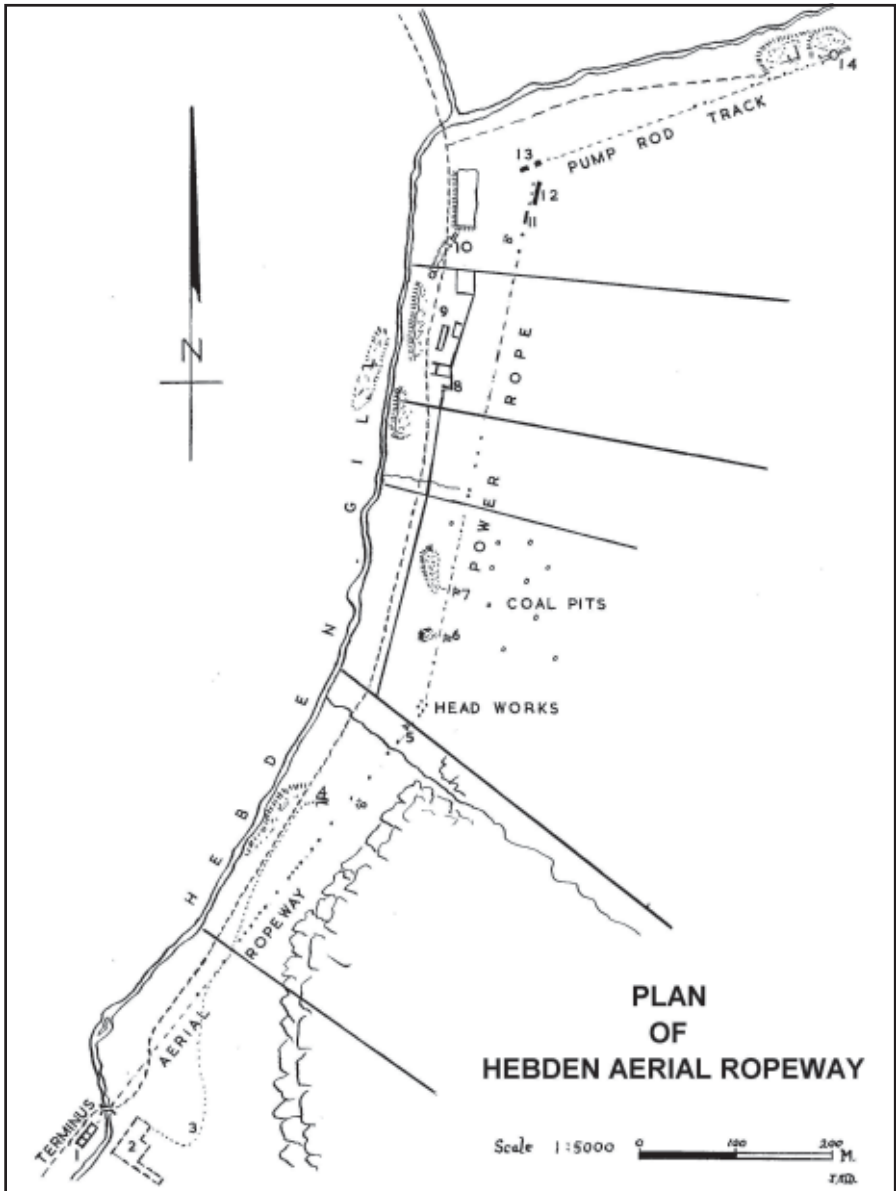 14
PUMP ROD TRACK
13
12
11
10
9
8
POWER ROPE
HEBDEN GILL
7
COAL PITS
6
HEAD WORKS
5
4
AERIAL ROPEWAY
3
TERMINUS
2
N
PLAN
OF
HEBDEN AERIAL ROPEWAY
Scale 1:5000 0 100 200 M.